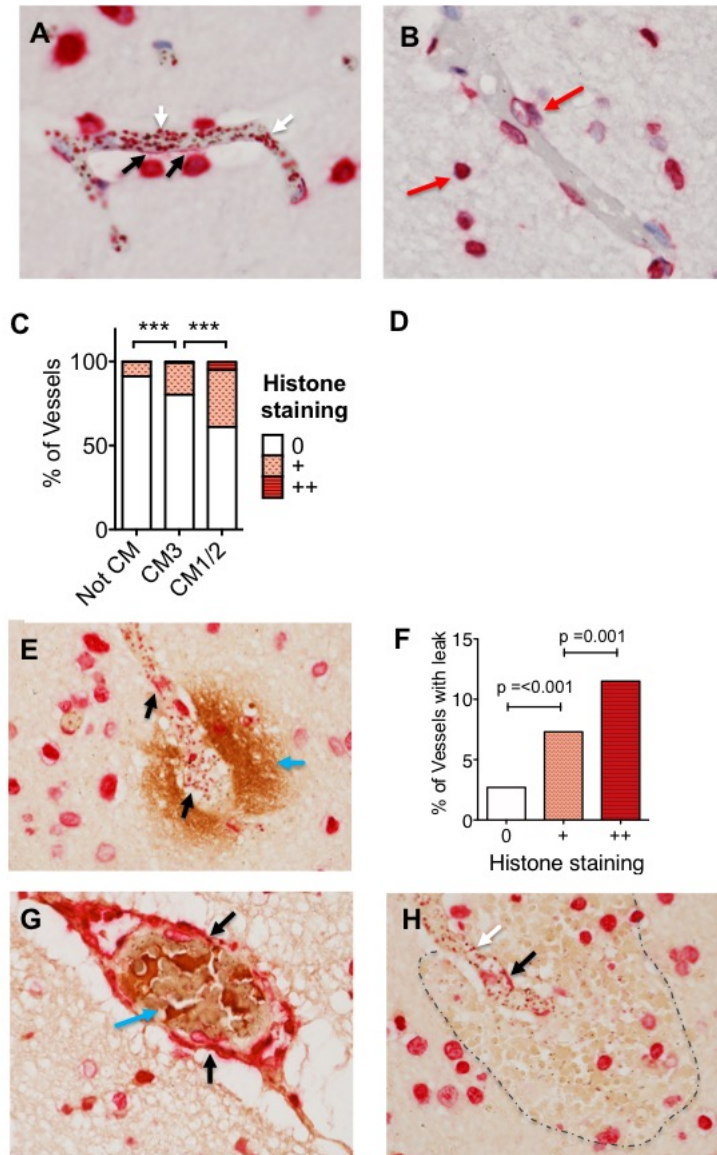 A
B
C
D
*** ***
100
50
0
% of Vessels
Not CM
CM3
CM1/2
Histone
staining
0
+
++
E
F
15
10
5
0
% of Vessels with leak
p =<0.001
p =0.001
0 + ++
Histone staining
G
H